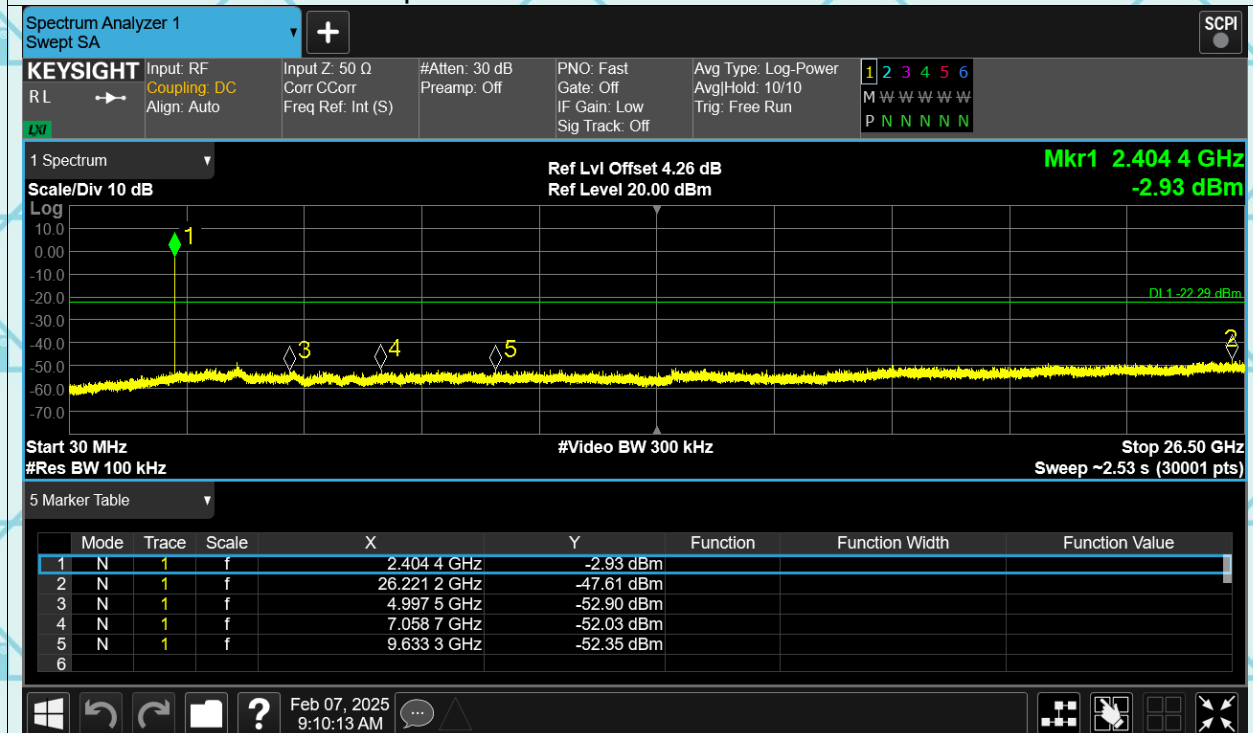 Spectrum Analyzer 1
Swept SA
▼
+
SCPI
KEYSIGHT
RL
LXI
Input: RF
Coupling: DC
Align: Auto
Input Z: 50 Ω
Corr CCorr
Freq Ref: Int (S)
#Atten: 30 dB
Preamp: Off
PNO: Fast
Gate: Off
IF Gain: Low
Sig Track: Off
Avg Type: Log-Power
Avg|Hold: 10/10
Trig: Free Run
1 2 3 4 5 6
M W W W W W
P N N N N N
1 Spectrum ▼
Scale/Div 10 dB
Ref Lvl Offset 4.26 dB
Ref Level 20.00 dBm
Mkr1 2.404 4 GHz
-2.93 dBm
Log
10.0
0.00
-10.0
-20.0
-30.0
-40.0
-50.0
-60.0
-70.0
1
DL1 -22.29 dBm
3
4
5
2
Start 30 MHz #Video BW 300 kHz Stop 26.50 GHz
#Res BW 100 kHz Sweep ~2.53 s (30001 pts)
5 Marker Table ▼
Mode Trace Scale X Y Function Function Width Function Value
1 N 1 f 2.404 4 GHz -2.93 dBm
2 N 1 f 26.221 2 GHz -47.61 dBm
3 N 1 f 4.997 5 GHz -52.90 dBm
4 N 1 f 7.058 7 GHz -52.03 dBm
5 N 1 f 9.633 3 GHz -52.35 dBm
6
?
Feb 07, 2025
9:10:13 AM